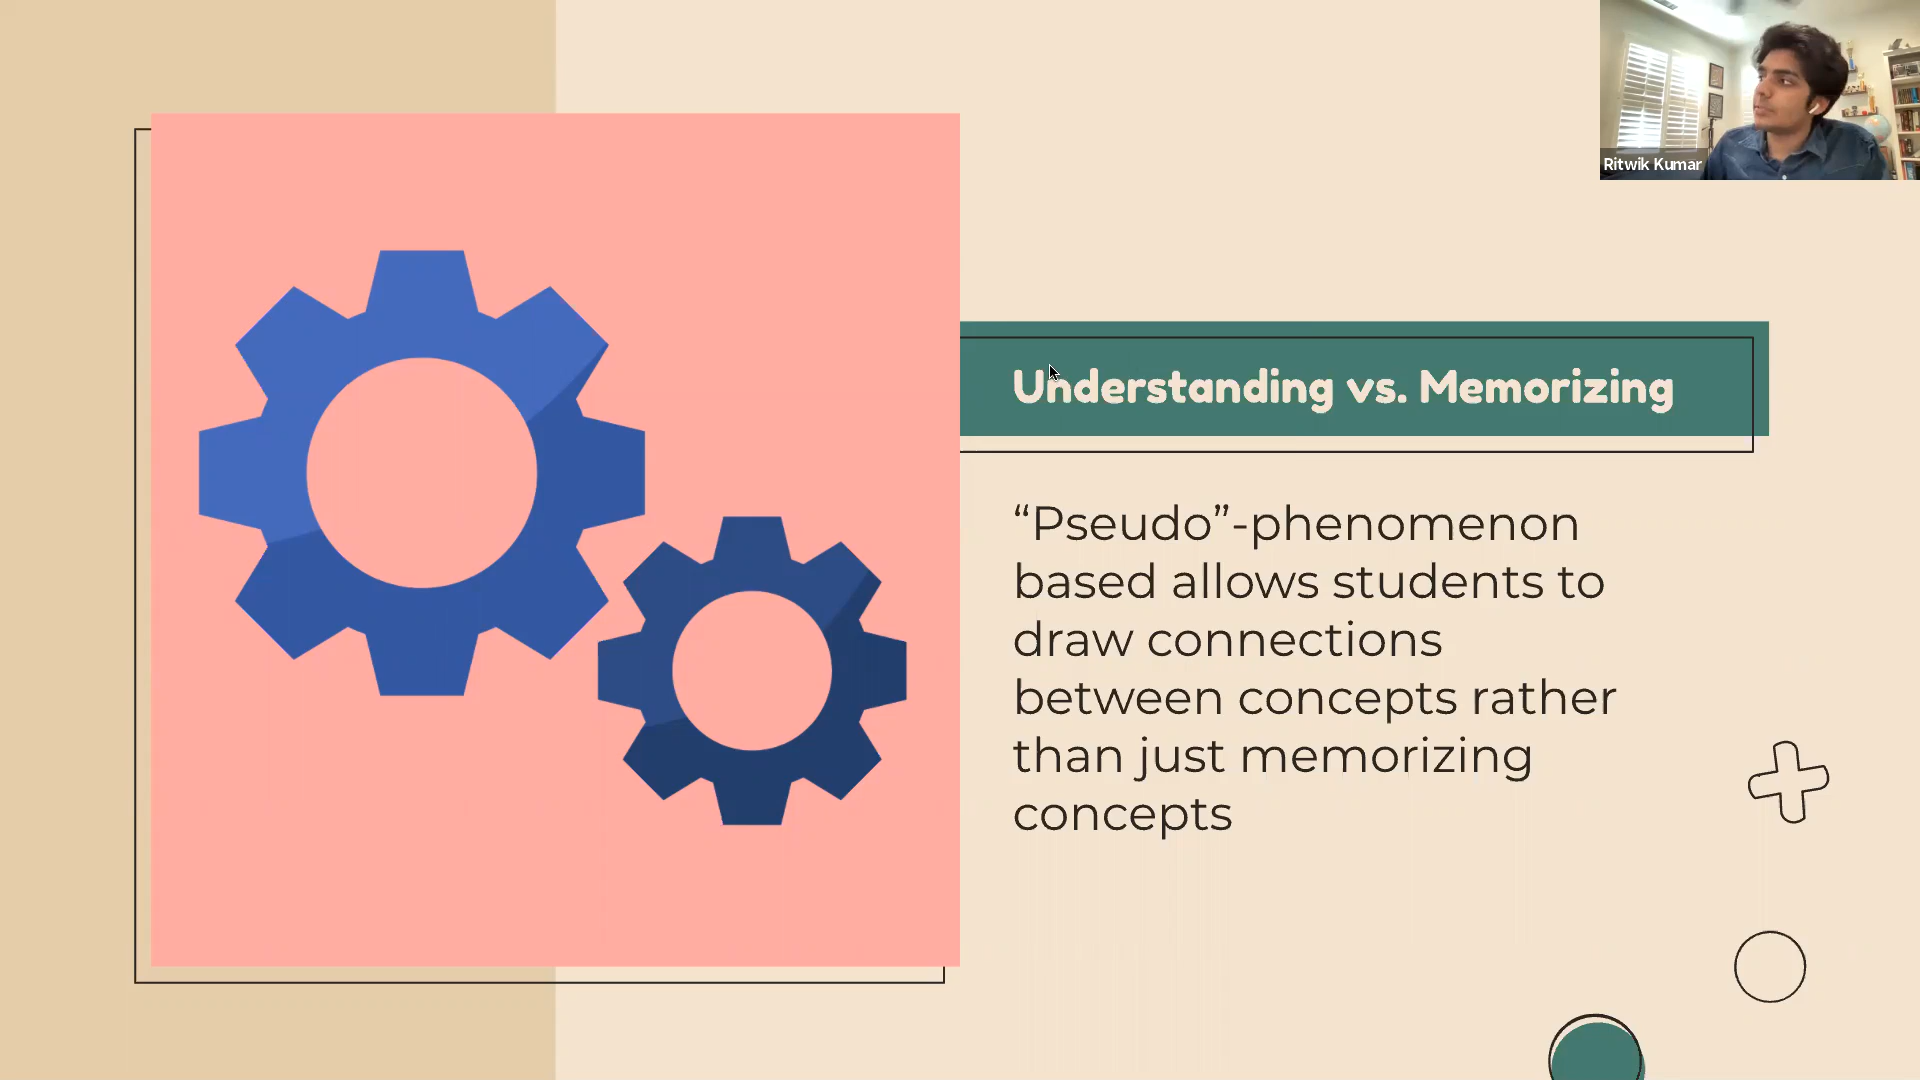 Ritwik Kumar
Understanding vs. Memorizing
“Pseudo”-phenomenon
based allows students to
draw connections
between concepts rather
than just memorizing
concepts